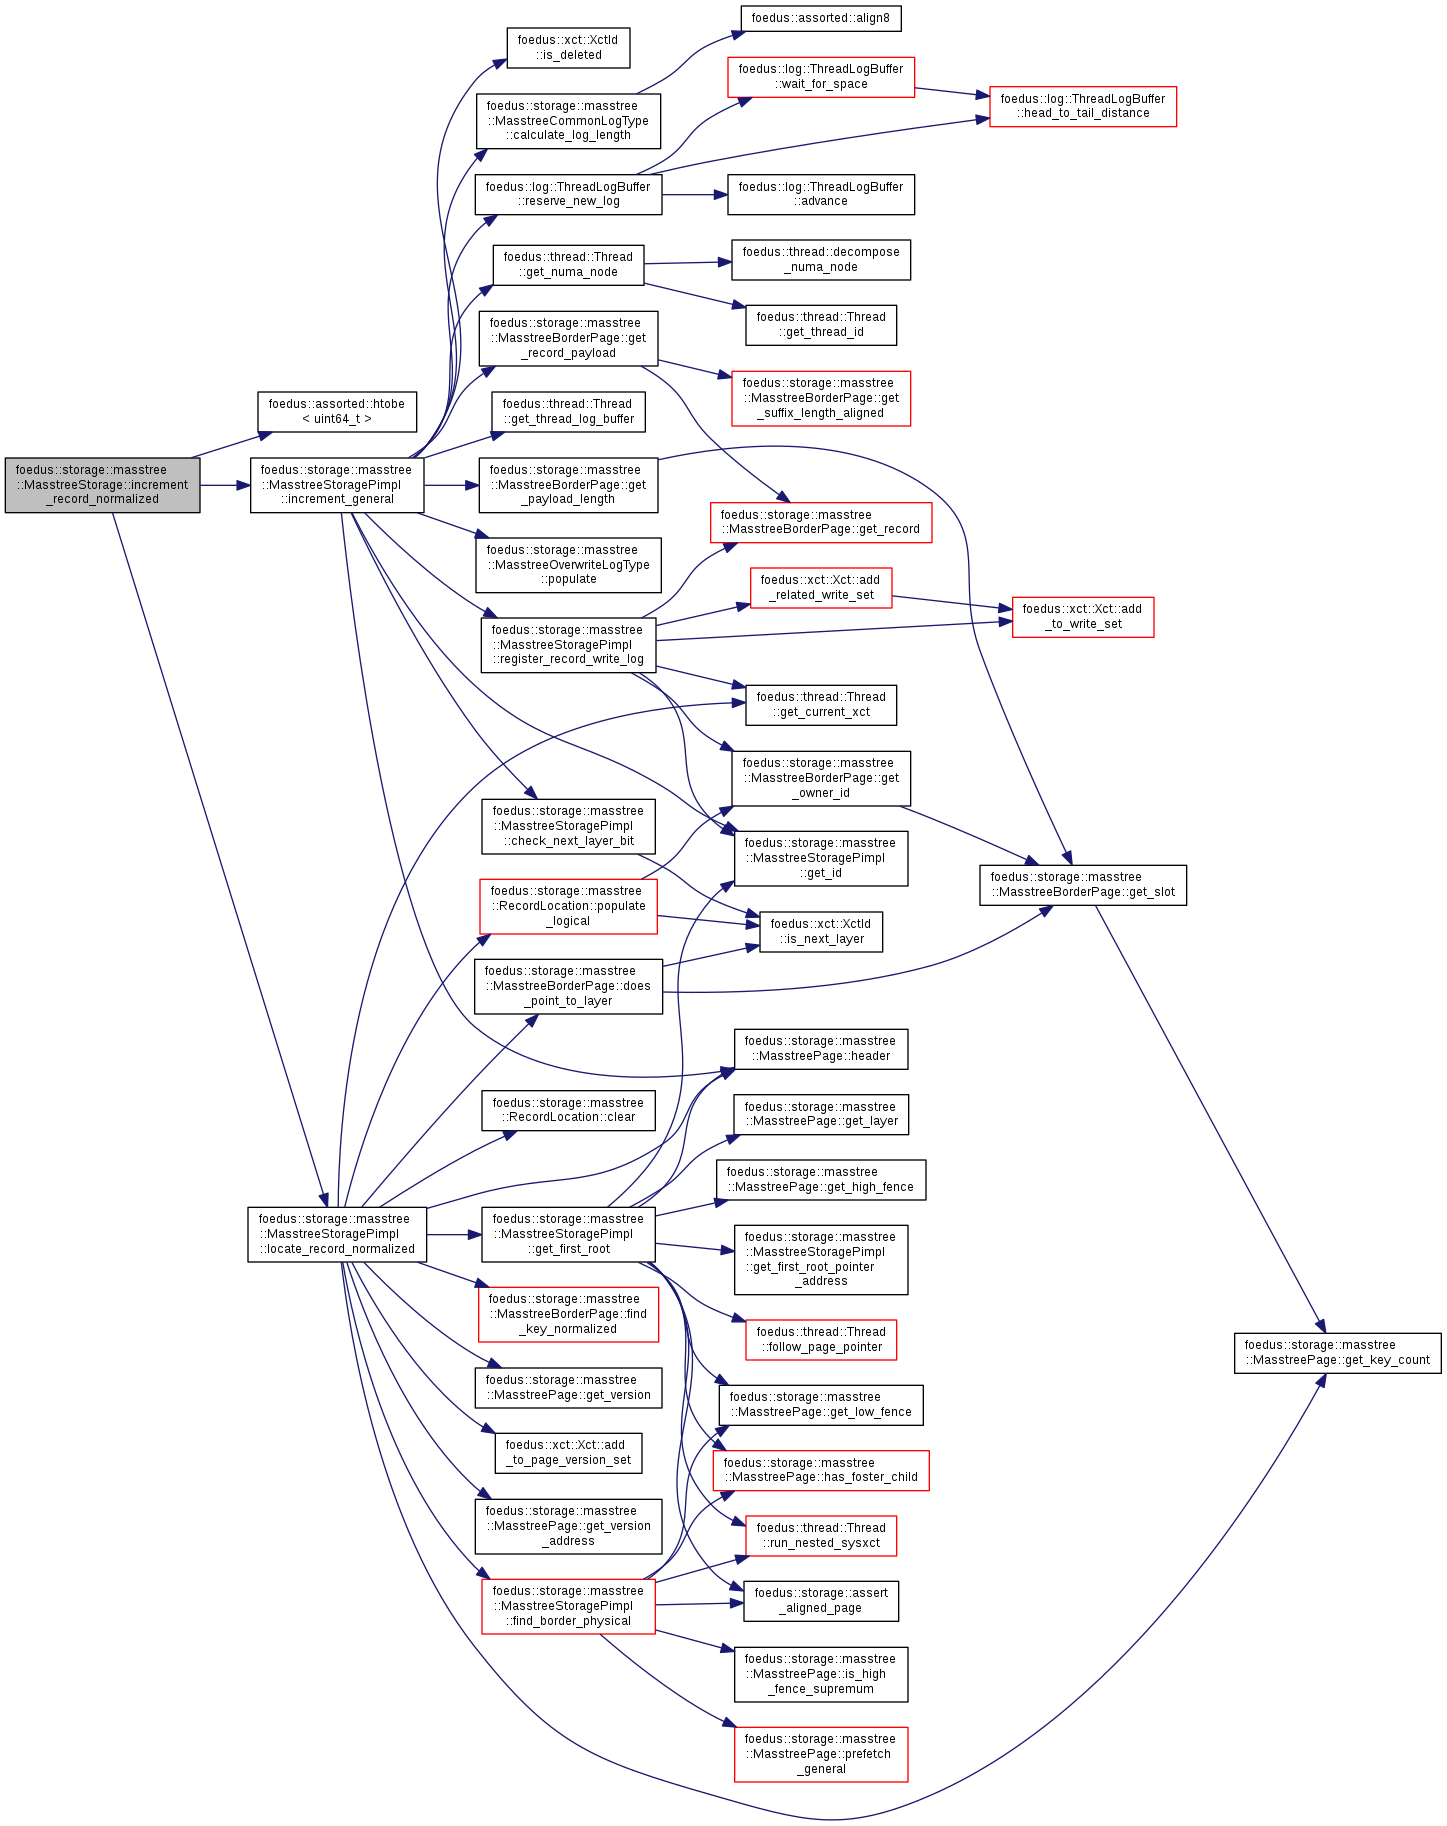 foedus::storage::masstree
::MasstreeStorage::increment
_record_normalized
foedus::assorted::htobe
< uint64_t >
foedus::storage::masstree
::MasstreeStoragePimpl
::increment_general
foedus::storage::masstree
::MasstreeStoragePimpl
::locate_record_normalized
foedus::xct::XctId
::is_deleted
foedus::storage::masstree
::MasstreeCommonLogType
::calculate_log_length
foedus::log::ThreadLogBuffer
::reserve_new_log
foedus::thread::Thread
::get_numa_node
foedus::storage::masstree
::MasstreeBorderPage::get
_record_payload
foedus::thread::Thread
::get_thread_log_buffer
foedus::storage::masstree
::MasstreeBorderPage::get
_payload_length
foedus::storage::masstree
::MasstreeOverwriteLogType
::populate
foedus::storage::masstree
::MasstreeStoragePimpl
::register_record_write_log
foedus::storage::masstree
::MasstreeStoragePimpl
::check_next_layer_bit
foedus::storage::masstree
::RecordLocation::populate
_logical
foedus::storage::masstree
::MasstreeBorderPage::does
_point_to_layer
foedus::storage::masstree
::RecordLocation::clear
foedus::storage::masstree
::MasstreeStoragePimpl
::get_first_root
foedus::storage::masstree
::MasstreeBorderPage::find
_key_normalized
foedus::storage::masstree
::MasstreePage::get_version
foedus::xct::Xct::add
_to_page_version_set
foedus::storage::masstree
::MasstreePage::get_version
_address
foedus::storage::masstree
::MasstreeStoragePimpl
::find_border_physical
foedus::assorted::align8
foedus::log::ThreadLogBuffer
::wait_for_space
foedus::log::ThreadLogBuffer
::head_to_tail_distance
foedus::log::ThreadLogBuffer
::advance
foedus::thread::decompose
_numa_node
foedus::thread::Thread
::get_thread_id
foedus::storage::masstree
::MasstreeBorderPage::get
_suffix_length_aligned
foedus::storage::masstree
::MasstreeBorderPage::get_record
foedus::xct::Xct::add
_related_write_set
foedus::xct::Xct::add
_to_write_set
foedus::thread::Thread
::get_current_xct
foedus::storage::masstree
::MasstreeBorderPage::get
_owner_id
foedus::storage::masstree
::MasstreeStoragePimpl
::get_id
foedus::storage::masstree
::MasstreeBorderPage::get_slot
foedus::xct::XctId
::is_next_layer
foedus::storage::masstree
::MasstreePage::header
foedus::storage::masstree
::MasstreePage::get_layer
foedus::storage::masstree
::MasstreePage::get_high_fence
foedus::storage::masstree
::MasstreeStoragePimpl
::get_first_root_pointer
_address
foedus::thread::Thread
::follow_page_pointer
foedus::storage::masstree
::MasstreePage::get_key_count
foedus::storage::masstree
::MasstreePage::get_low_fence
foedus::storage::masstree
::MasstreePage::has_foster_child
foedus::thread::Thread
::run_nested_sysxct
foedus::storage::assert
_aligned_page
foedus::storage::masstree
::MasstreePage::is_high
_fence_supremum
foedus::storage::masstree
::MasstreePage::prefetch
_general